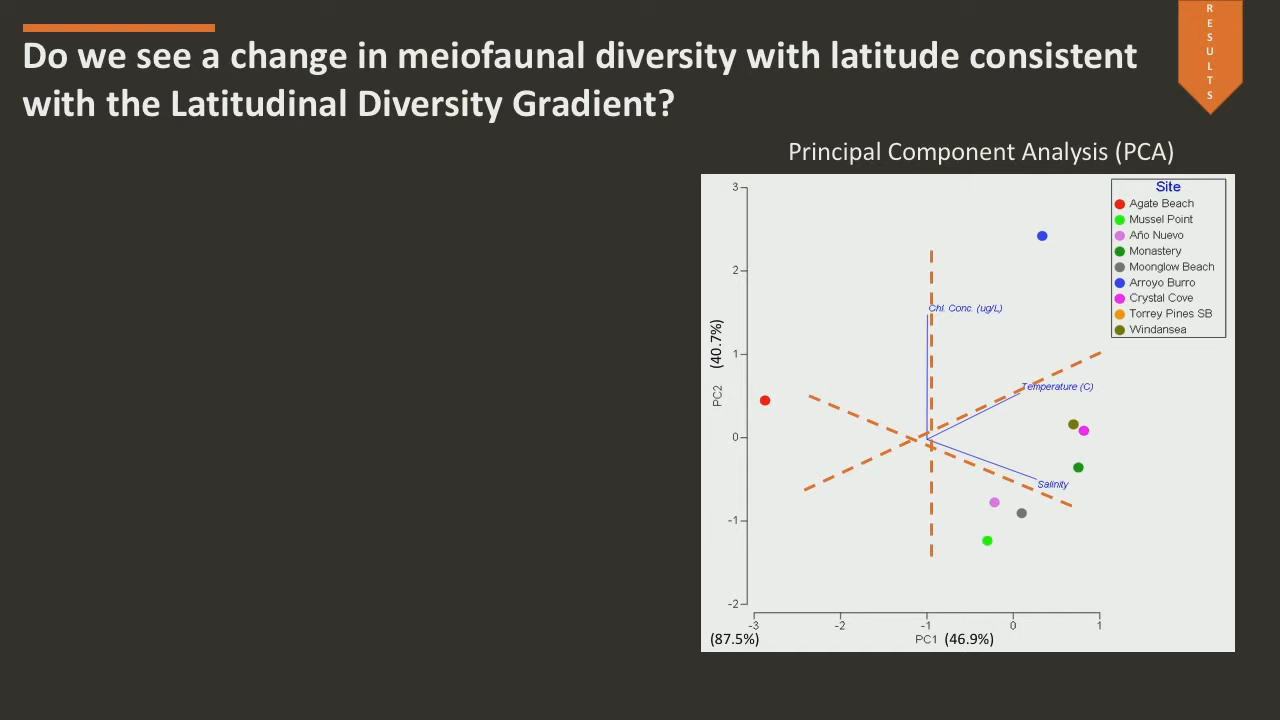 Do we see a change in meiofaunal diversity with latitude consistent
with the Latitudinal Diversity Gradient?
RESULTS
Principal Component Analysis (PCA)
Site
Agate Beach
Mussel Point
Año Nuevo
Monastery
Moonglow Beach
Arroyo Burro
Crystal Cove
Torrey Pines SB
Windansea
3
2
1
0
-1
-2
PC2 (40.7%)
Chl. Conc. (ug/L)
Temperature (C)
Salinity
-3 -2 -1 0 1
(87.5%) PC1 (46.9%)